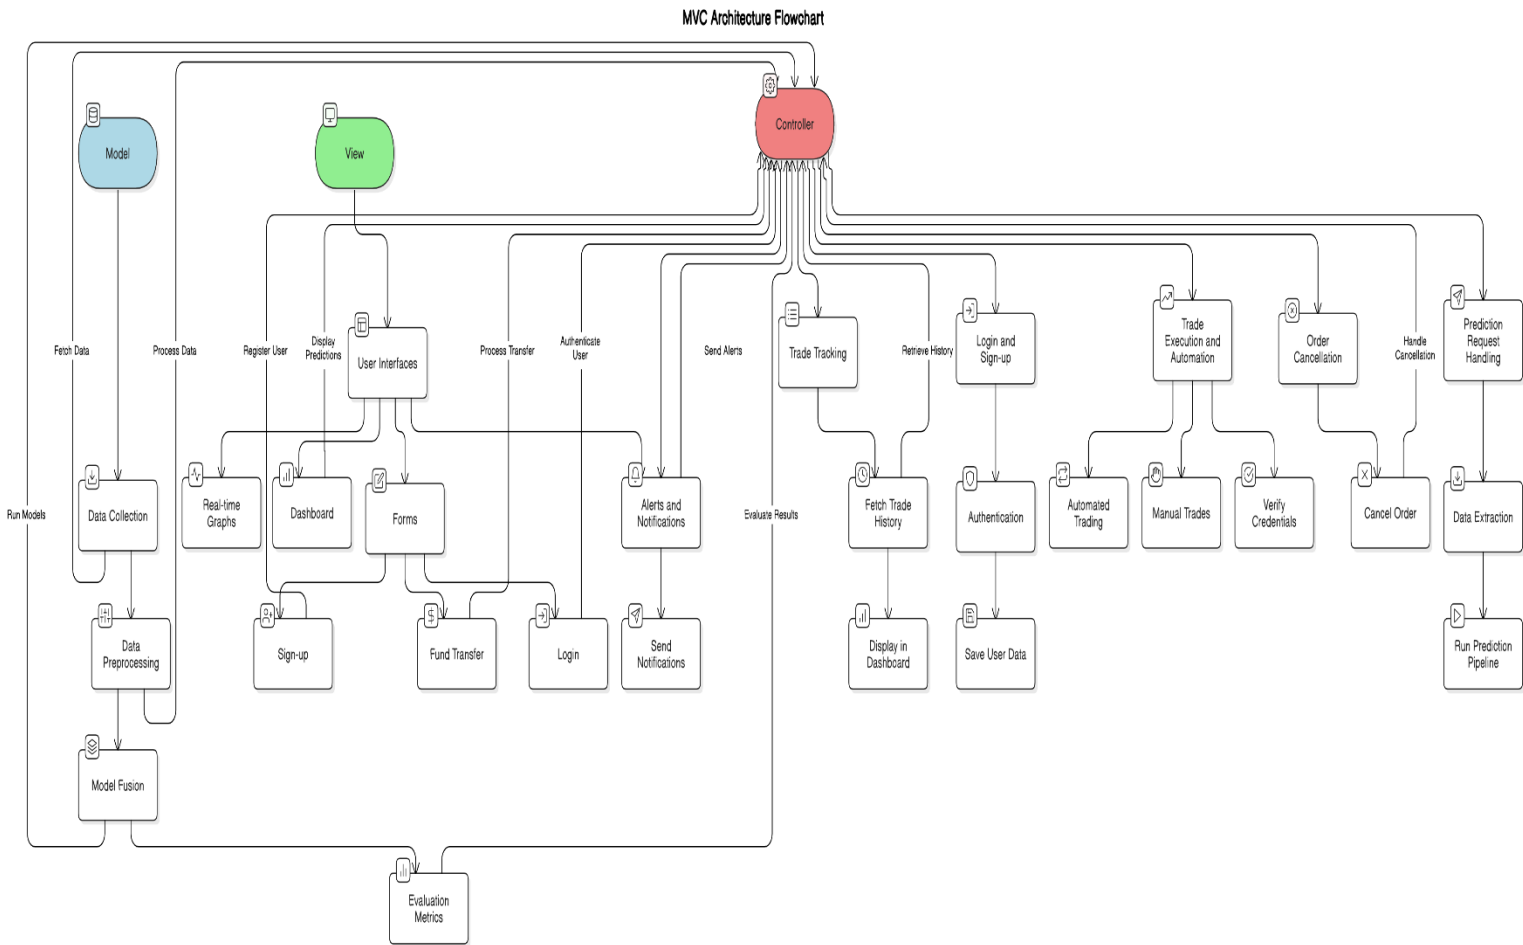 MVC Architecture Flowchart
Controller
Model
View
Fetch Data
Process Data
Register User
Display
Predictions
User Interfaces
Process Transfer
Authenticate
User
Send Alerts
Trade Tracking
Retrieve History
Login and
Sign-up
Trade
Execution and
Automation
Order
Cancellation
Handle
Cancellation
Prediction
Request
Handling
Run Models
Data Collection
Real-time
Graphs
Dashboard
Forms
Alerts and
Notifications
Evaluate Results
Fetch Trade
History
Authentication
Automated
Trading
Manual Trades
Verify
Credentials
Cancel Order
Data Extraction
Data
Preprocessing
Sign-up
$
Fund Transfer
Login
Send
Notifications
Display in
Dashboard
Save User Data
Run Prediction
Pipeline
Model Fusion
Evaluation
Metrics